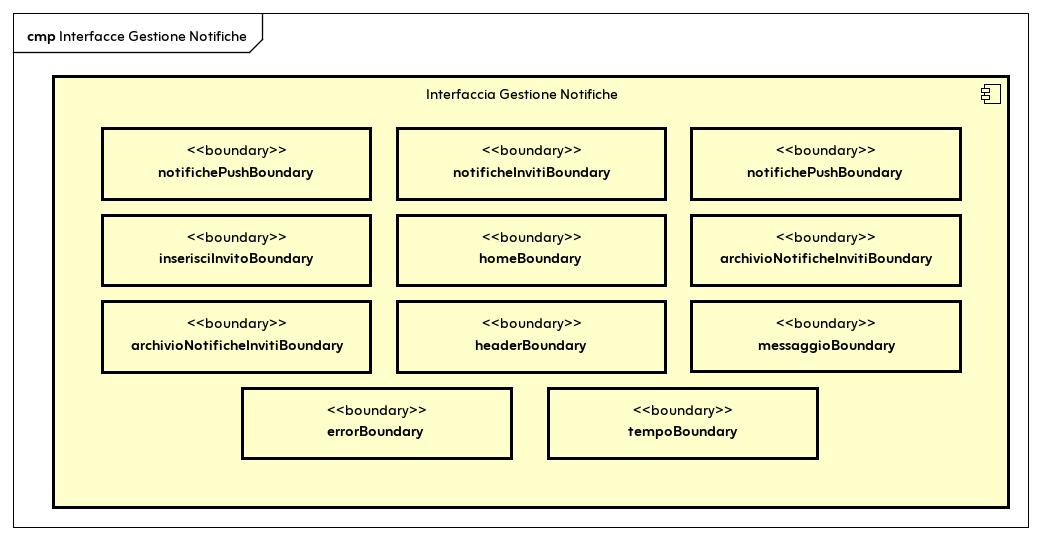 cmp Interfacce Gestione Notifiche
Interfaccia Gestione Notifiche
<<boundary>>
notifichePushBoundary
<<boundary>>
notificheInvitiBoundary
<<boundary>>
notifichePushBoundary
<<boundary>>
inserisciInvitoBoundary
<<boundary>>
homeBoundary
<<boundary>>
archivioNotificheInvitiBoundary
<<boundary>>
archivioNotificheInvitiBoundary
<<boundary>>
headerBoundary
<<boundary>>
messaggioBoundary
<<boundary>>
errorBoundary
<<boundary>>
tempoBoundary